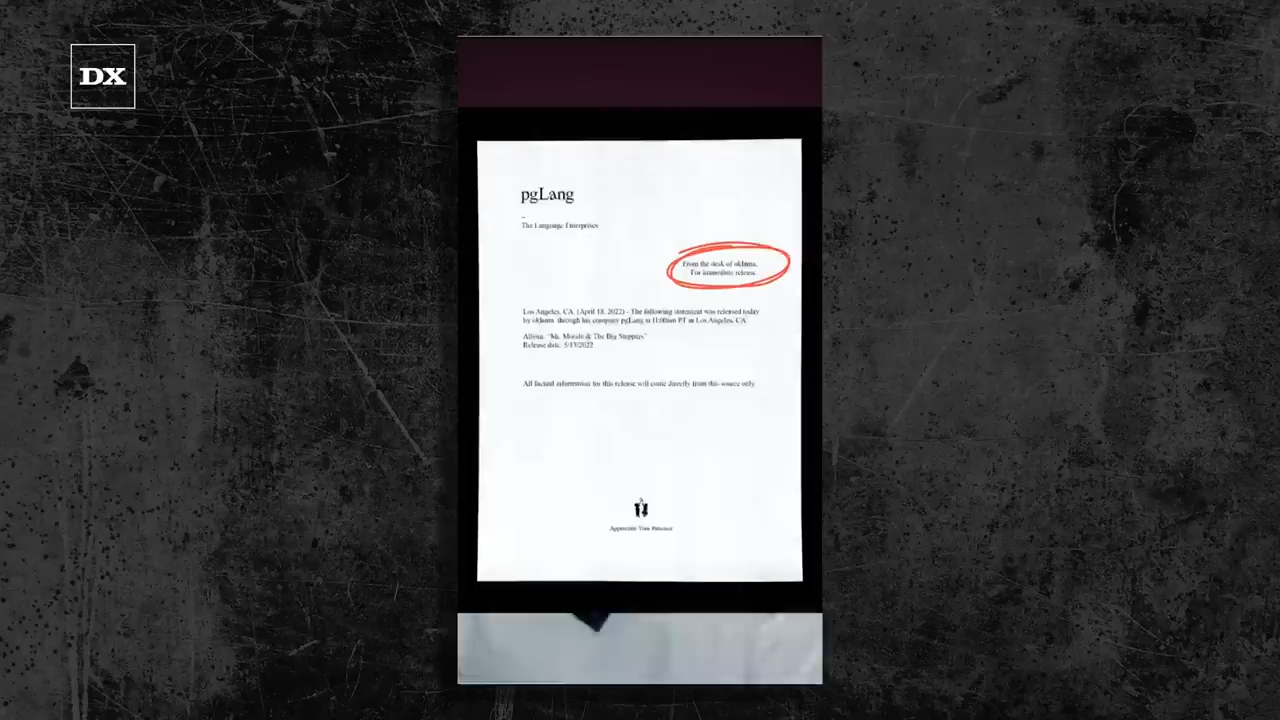 DX
pgLang
–
The Language Enterprises
From the desk of oklama,
For immediate release
Los Angeles, CA. (April 18, 2022) - The following statement was released today
by oklama through his company pgLang at 11:00am PT in Los Angeles, CA
Album: "Mr. Morale & The Big Steppers"
Release date: 5/13/2022
All factual information for this release will come directly from this source only.
Appreciate Your Patience